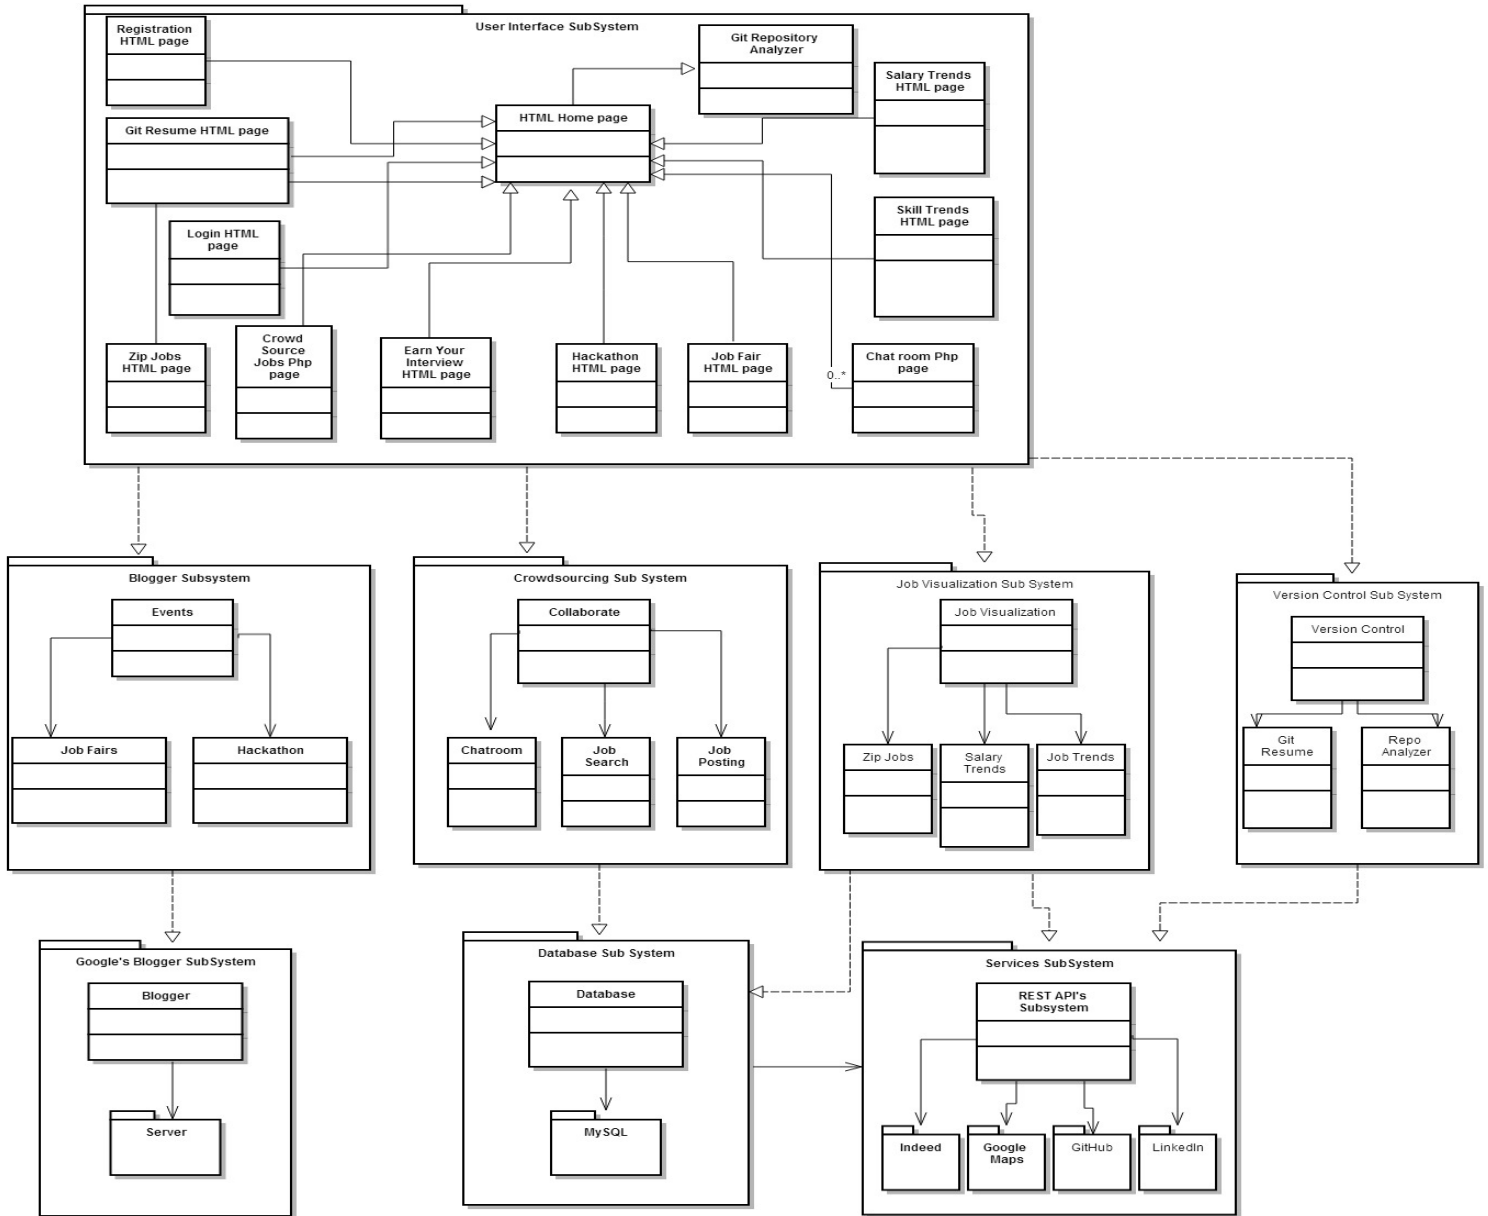 User Interface SubSystem
Registration
HTML page
Git Repository
Analyzer
Salary Trends
HTML page
HTML Home page
Git Resume HTML page
Skill Trends
HTML page
Login HTML
page
Zip Jobs
HTML page
Crowd
Source
Jobs Php
page
Earn Your
Interview
HTML page
Hackathon
HTML page
Job Fair
HTML page
0..*
Chat room Php
page
Blogger Subsystem
Events
Job Fairs
Hackathon
Crowdsourcing Sub System
Collaborate
Chatroom
Job
Search
Job
Posting
Job Visualization Sub System
Job Visualization
Zip Jobs
Salary
Trends
Job Trends
Version Control Sub System
Version Control
Git
Resume
Repo
Analyzer
Google's Blogger SubSystem
Blogger
Server
Database Sub System
Database
MySQL
Services SubSystem
REST API's
Subsystem
Indeed
Google
Maps
GitHub
LinkedIn